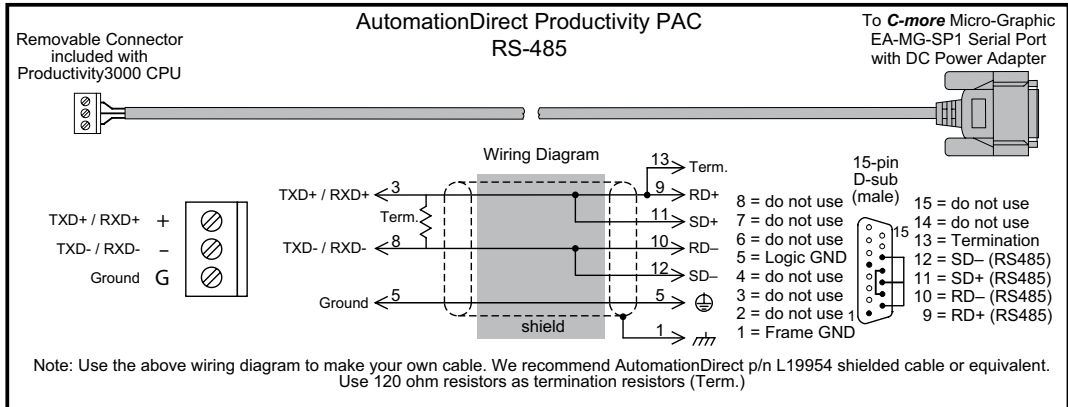 AutomationDirect Productivity PAC
RS-485
Removable Connector
included with
Productivity3000 CPU
To C-more Micro-Graphic
EA-MG-SP1 Serial Port
with DC Power Adapter
Wiring Diagram
TXD+ / RXD+ +
TXD- / RXD- –
Ground G
13 Term.
TXD+ / RXD+ 3 9 RD+
Term.
11 SD+
TXD- / RXD- 8 10 RD–
12 SD–
Ground 5 5
shield
1
15-pin
D-sub
(male)
15
1
8 = do not use
7 = do not use
6 = do not use
5 = Logic GND
4 = do not use
3 = do not use
2 = do not use
1 = Frame GND
15 = do not use
14 = do not use
13 = Termination
12 = SD– (RS485)
11 = SD+ (RS485)
10 = RD– (RS485)
9 = RD+ (RS485)
Note: Use the above wiring diagram to make your own cable. We recommend AutomationDirect p/n L19954 shielded cable or equivalent.
Use 120 ohm resistors as termination resistors (Term.)